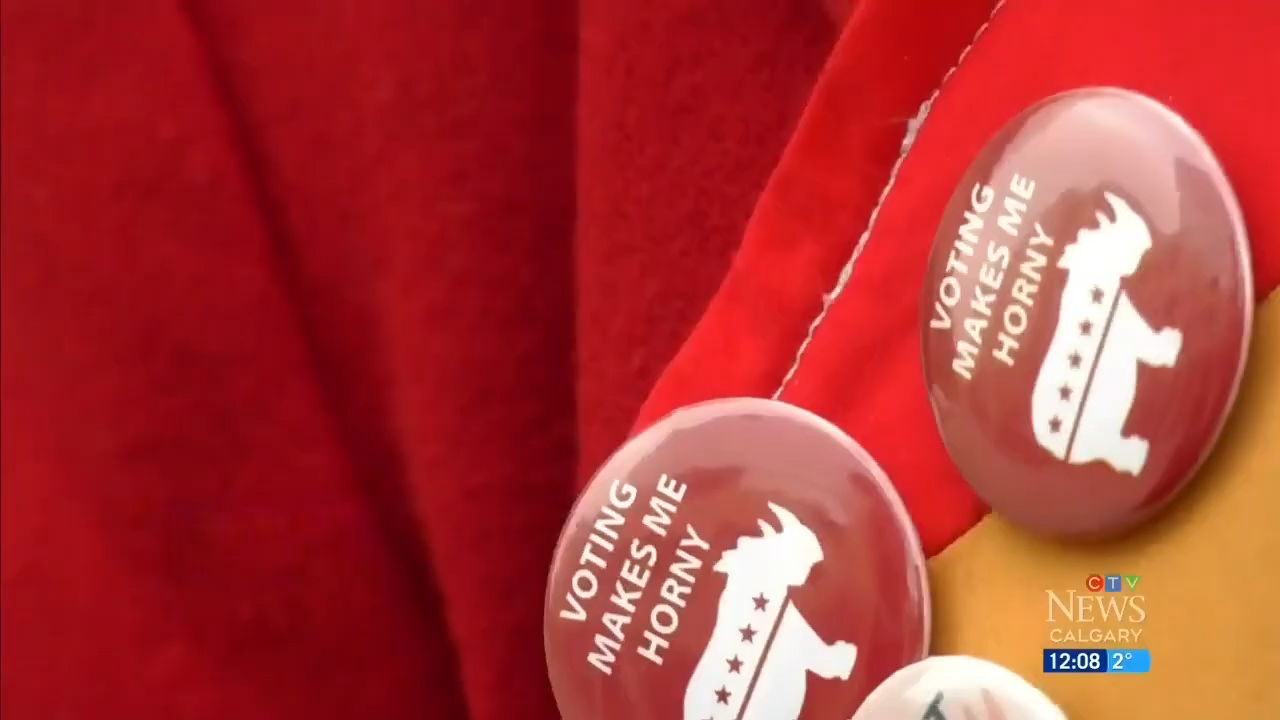 VOTING
MAKES ME
HORNY
VOTING
MAKES ME
HORNY
CTV
NEWS
CALGARY
12:08 2°